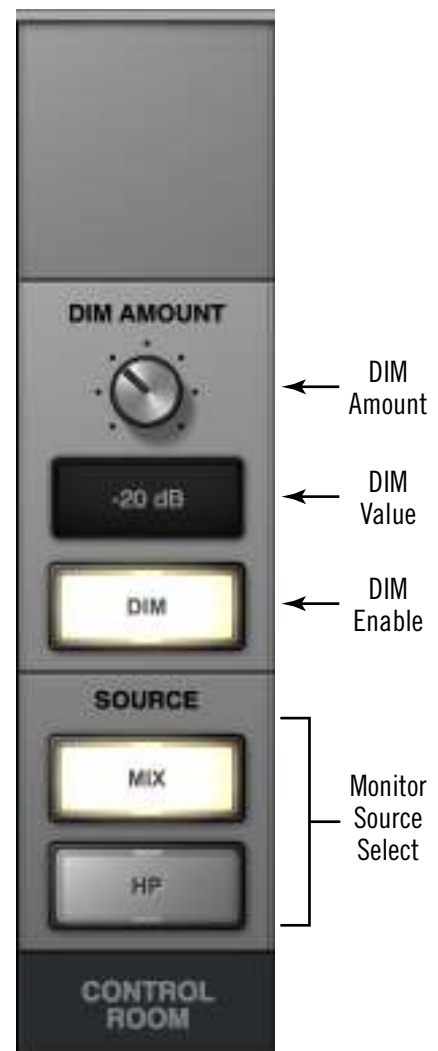 DIM AMOUNT
DIM
Amount
-20 dB
DIM
Value
DIM
DIM
Enable
SOURCE
MIX
HP
Monitor
Source
Select
CONTROL
ROOM